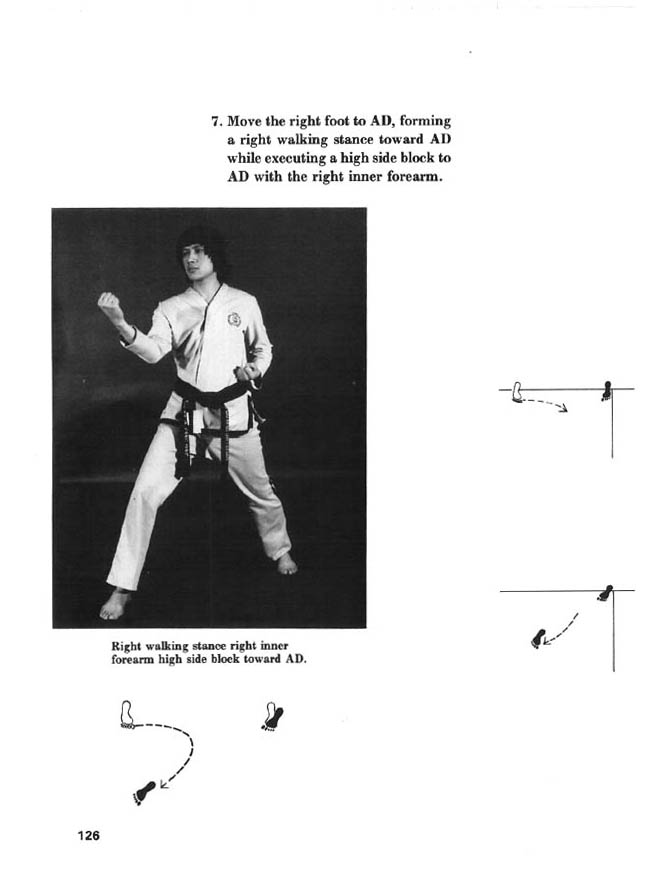 7. Move the right foot to AD, forming
a right walking stance toward AD
while executing a high side block to
AD with the right inner forearm.
Right walking stance right inner
forearm high side block toward AD.
126